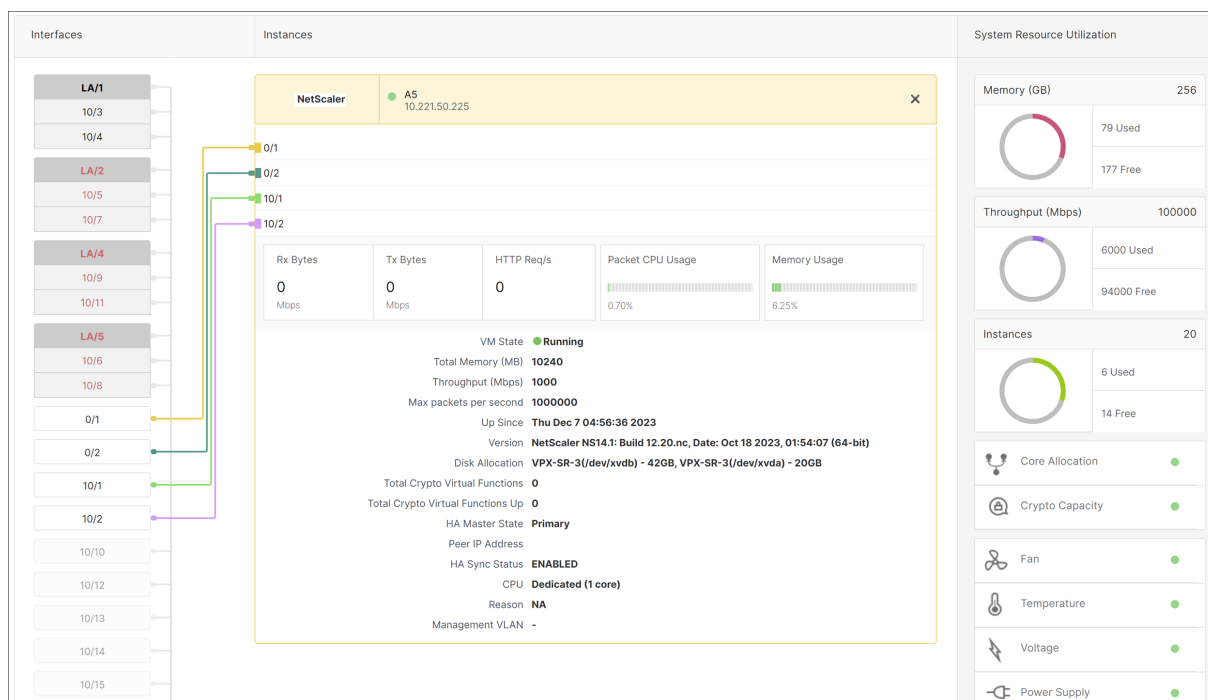 Interfaces
Instances
System Resource Utilization
LA/1
10/3
10/4
LA/2
10/5
10/7
LA/4
10/9
10/11
LA/5
10/6
10/8
0/1
0/2
10/1
10/2
10/10
10/12
10/13
10/14
10/15
NetScaler
A5
10.221.50.225
0/1
0/2
10/1
10/2
Rx Bytes
0
Mbps
Tx Bytes
0
Mbps
HTTP Req/s
0
Packet CPU Usage
0.70%
Memory Usage
6.25%
VM State Running
Total Memory (MB) 10240
Throughput (Mbps) 1000
Max packets per second 1000000
Up Since Thu Dec 7 04:56:36 2023
Version NetScaler NS14.1: Build 12.20.nc, Date: Oct 18 2023, 01:54:07 (64-bit)
Disk Allocation VPX-SR-3(/dev/xvdb) - 42GB, VPX-SR-3(/dev/xvda) - 20GB
Total Crypto Virtual Functions 0
Total Crypto Virtual Functions Up 0
HA Master State Primary
Peer IP Address
HA Sync Status ENABLED
CPU Dedicated (1 core)
Reason NA
Management VLAN -
Memory (GB) 256
79 Used
177 Free
Throughput (Mbps) 100000
6000 Used
94000 Free
Instances 20
6 Used
14 Free
Core Allocation
Crypto Capacity
Fan
Temperature
Voltage
Power Supply